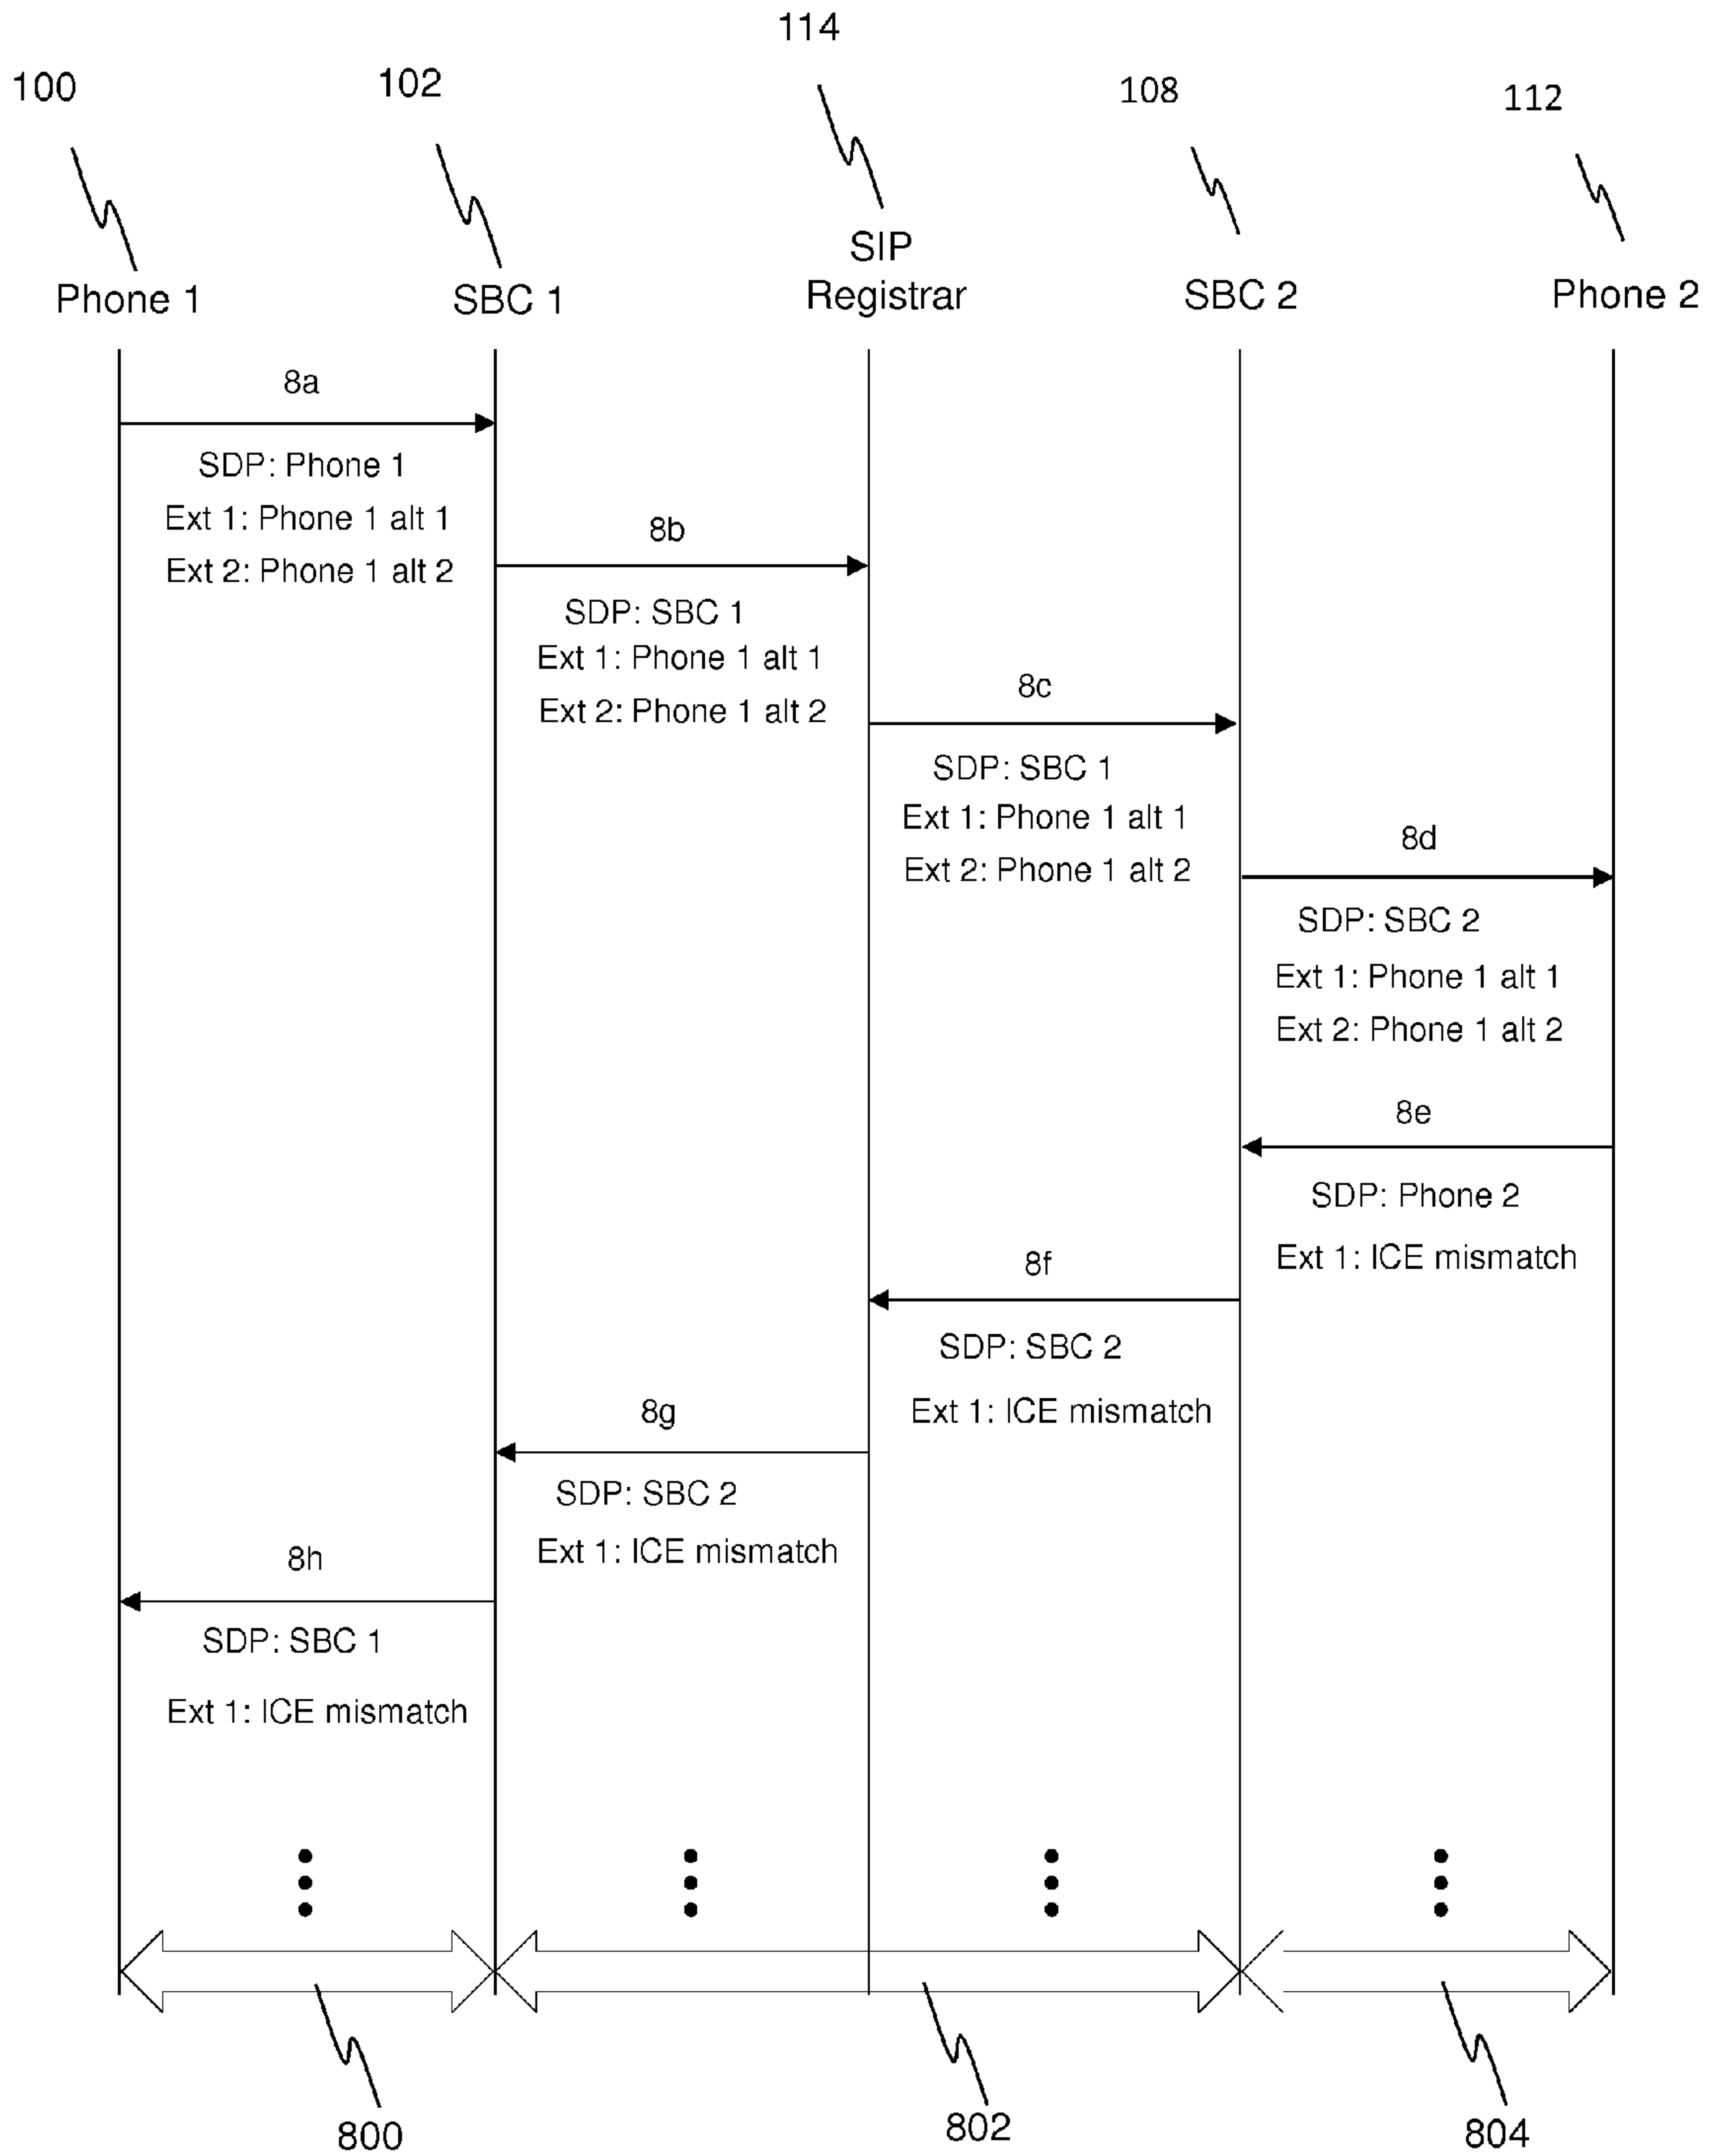 114
100
102
108
112
SIP
Registrar
Phone 1
SBC 1
SBC 2
Phone 2
8a
SDP: Phone 1
Ext 1: Phone 1 alt 1
Ext 2: Phone 1 alt 2
8b
SDP: SBC 1
Ext 1: Phone 1 alt 1
Ext 2: Phone 1 alt 2
8c
SDP: SBC 1
Ext 1: Phone 1 alt 1
Ext 2: Phone 1 alt 2
8d
SDP: SBC 2
Ext 1: Phone 1 alt 1
Ext 2: Phone 1 alt 2
8e
SDP: Phone 2
Ext 1: ICE mismatch
8f
SDP: SBC 2
Ext 1: ICE mismatch
8g
SDP: SBC 2
Ext 1: ICE mismatch
8h
SDP: SBC 1
Ext 1: ICE mismatch
800
802
804